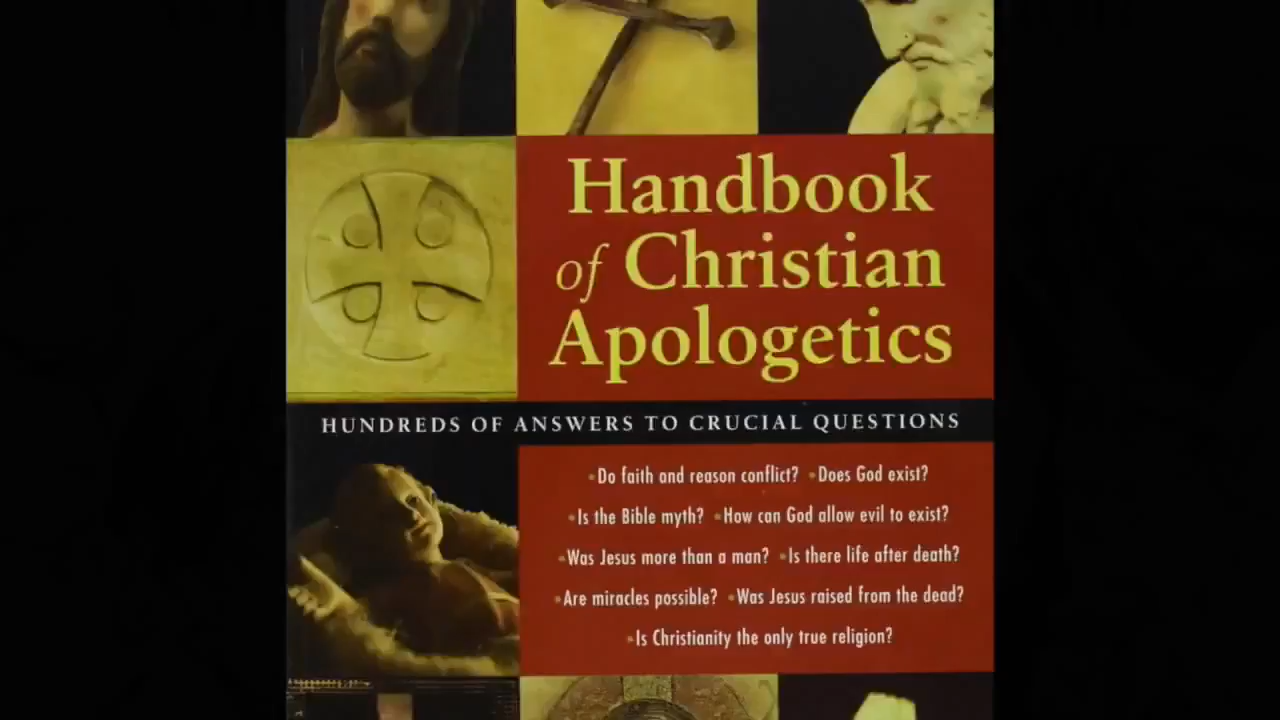 Handbook
of Christian
Apologetics
HUNDREDS OF ANSWERS TO CRUCIAL QUESTIONS
•Do faith and reason conflict? •Does God exist?
•Is the Bible myth? •How can God allow evil to exist?
•Was Jesus more than a man? •Is there life after death?
•Are miracles possible? •Was Jesus raised from the dead?
•Is Christianity the only true religion?